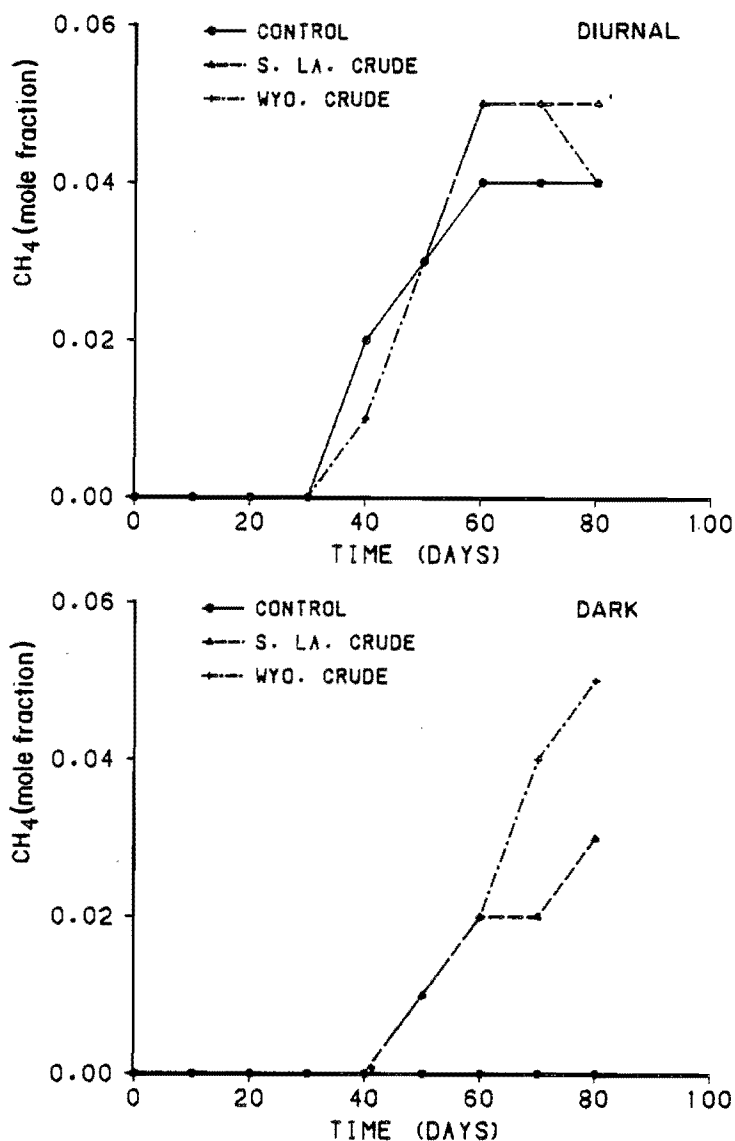 0.06
CONTROL
DIURNAL
S. LA. CRUDE
WYO. CRUDE
CH4 (mole fraction)
0.04
0.02
0.00
0 20 40 60 80 100
TIME (DAYS)
0.06
CONTROL
DARK
S. LA. CRUDE
WYO. CRUDE
CH4 (mole fraction)
0.04
0.02
0.00
0 20 40 60 80 100
TIME (DAYS)